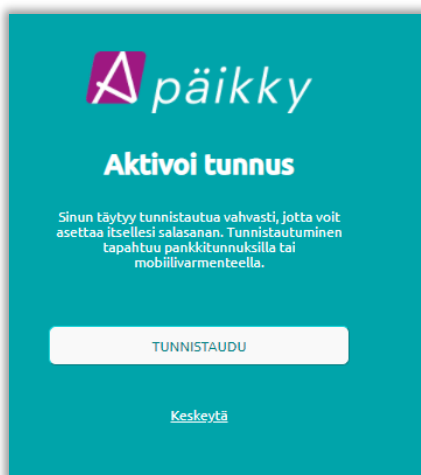 A päikky
Aktivoi tunnus
Sinun täytyy tunnistautua vahvasti, jotta voit
asettaa itsellesi salasanan. Tunnistautuminen
tapahtuu pankkitunnuksilla tai
mobiilivarmenteella.
TUNNISTAUDU
Keskeytä